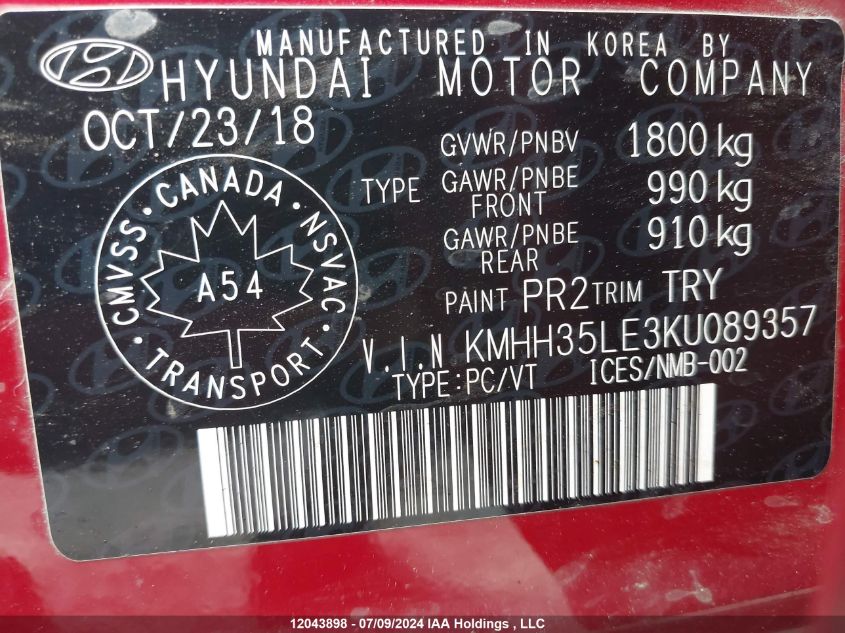 MANUFACTURED IN KOREA BY
HYUNDAI MOTOR COMPANY
OCT/23/18
GVWR/PNBV 1800 kg
TYPE GAWR/PNBE FRONT 990 kg
GAWR/PNBE REAR 910 kg
CMVSS · CANADA · NSVAC · TRANSPORT ·
A54
PAINT PR2 TRIM TRY
V.I.N KMHH35LE3KU089357
TYPE:PC/VT ICES/NMB-002
12043898 - 07/09/2024 IAA Holdings , LLC